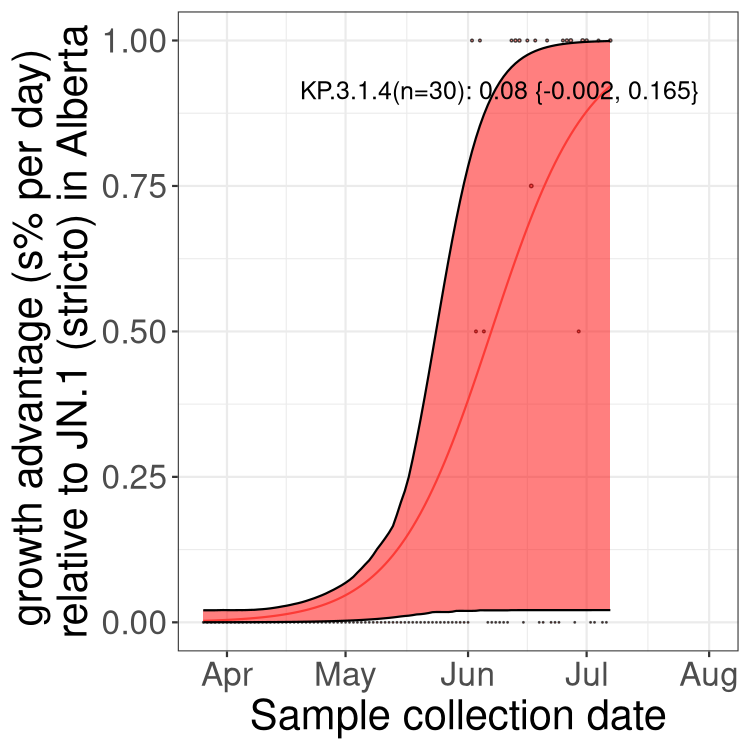 growth advantage (s% per day)
relative to JN.1 (stricto) in Alberta
1.00
0.75
0.50
0.25
0.00
KP.3.1.4(n=30): 0.08 {-0.002, 0.165}
Apr May Jun Jul Aug
Sample collection date